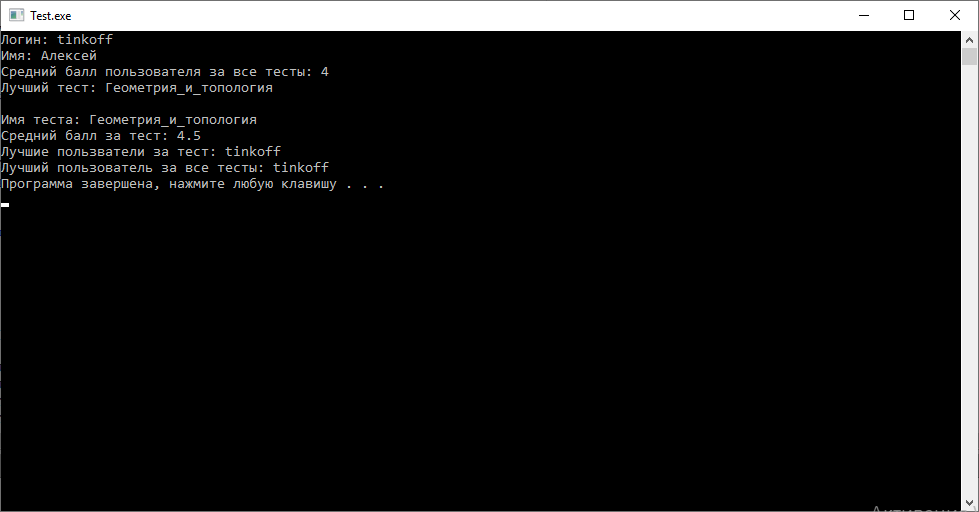 Test.exe
Логин: tinkoff
Имя: Алексей
Средний балл пользователя за все тесты: 4
Лучший тест: Геометрия_и_топология
Имя теста: Геометрия_и_топология
Средний балл за тест: 4.5
Лучшие пользватели за тест: tinkoff
Лучший пользователь за все тесты: tinkoff
Программа завершена, нажмите любую клавишу . . .